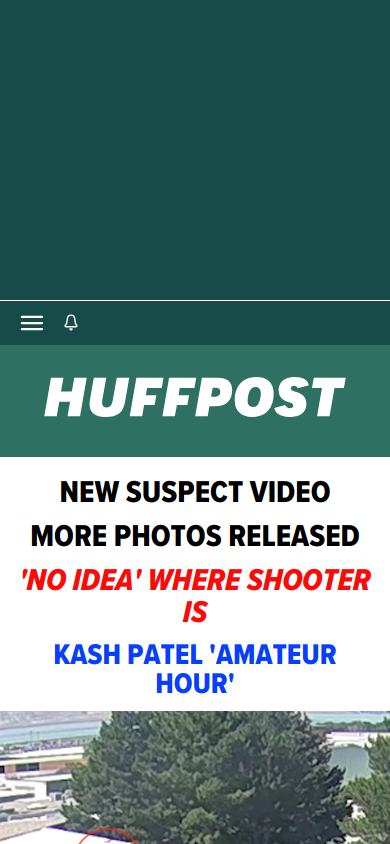 HUFFPOST
NEW SUSPECT VIDEO
MORE PHOTOS RELEASED
'NO IDEA' WHERE SHOOTER
IS
KASH PATEL 'AMATEUR
HOUR'